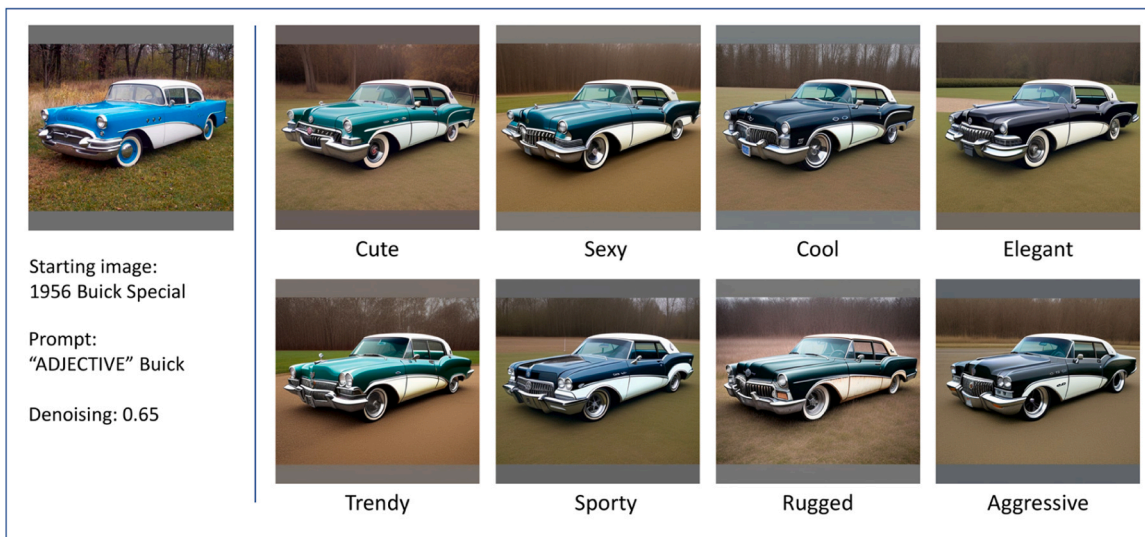 Starting image:
1956 Buick Special
Prompt:
“ADJECTIVE” Buick
Denoising: 0.65
Cute
Sexy
Cool
Elegant
Trendy
Sporty
Rugged
Aggressive